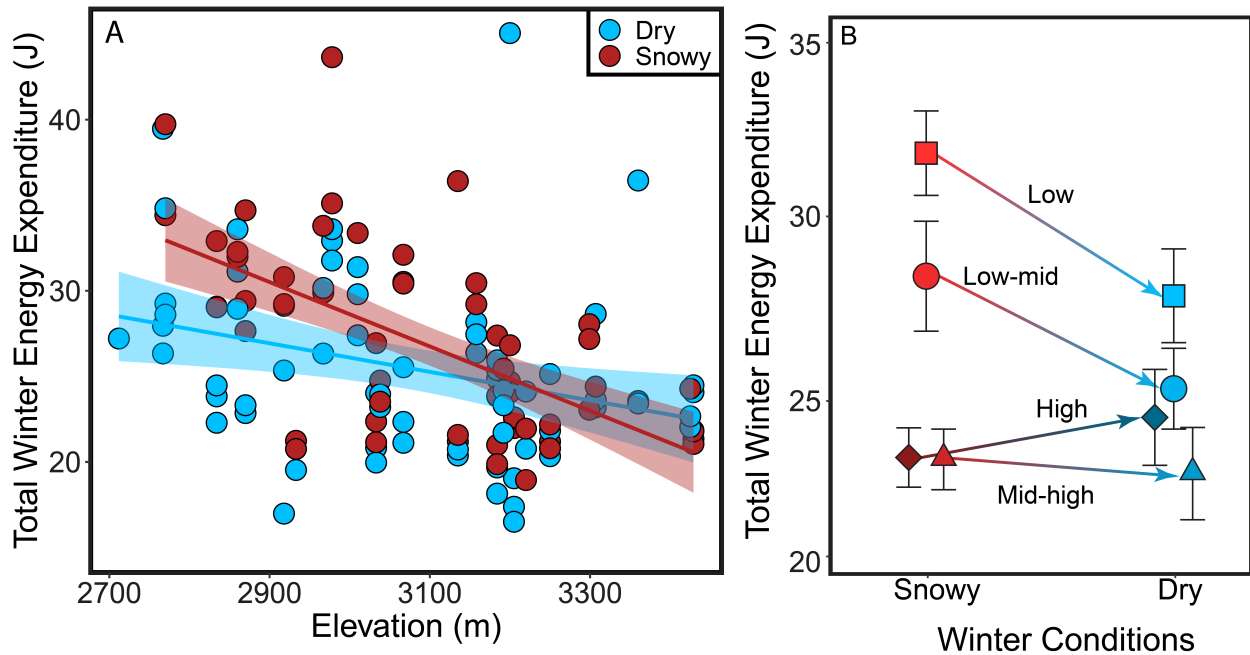 A
Dry
Snowy
Total Winter Energy Expenditure (J)
40
30
20
2700
2900
3100
3300
Elevation (m)
B
Total Winter Energy Expenditure (J)
35
30
25
20
Low
Low-mid
High
Mid-high
Snowy
Dry
Winter Conditions